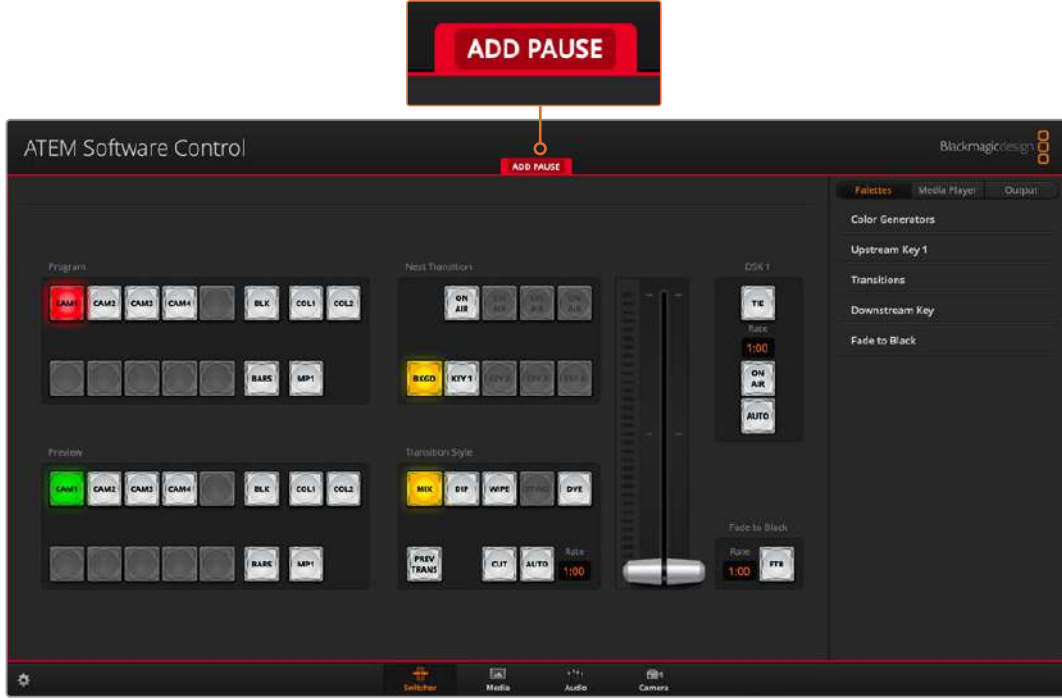 ADD PAUSE
ATEM Software Control
Blackmagicdesign
ADD PAUSE
Palettes Media Player Output
Color Generators
Upstream Key 1
Transitions
Downstream Key
Fade to Black
Program
Next Transition
DSK 1
CAM1 CAM2 CAM3 CAM4 BLK COL1 COL2
ON AIR
TIE
Rate
1:00
BARS MP1
BKGD KEY 1
ON AIR
AUTO
Preview
Transition Style
CAM1 CAM2 CAM3 CAM4 BLK COL1 COL2
MIX DIP WIPE DVE
Fade to Black
BARS MP1
PREV TRANS
CUT AUTO
Rate
1:00
Rate
1:00
FTB
Switcher Media Audio Camera